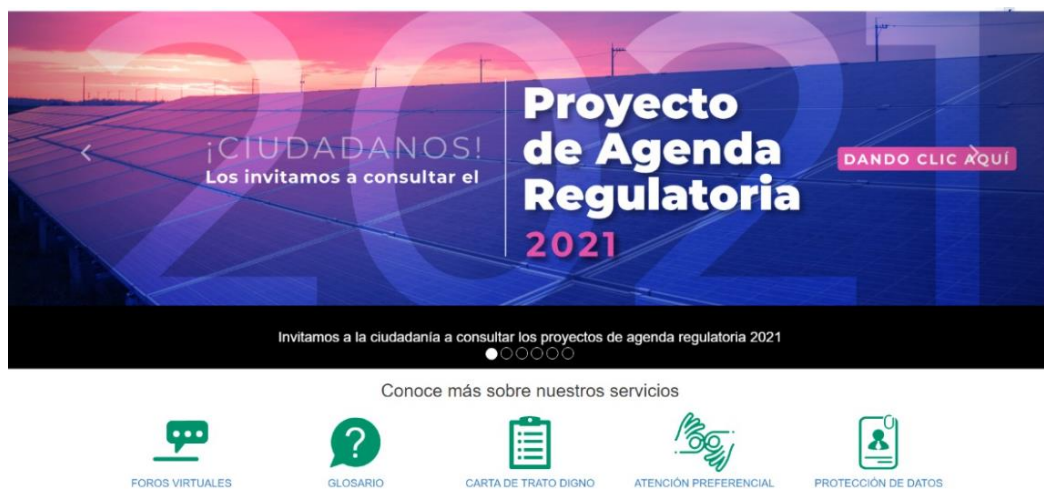 2021
¡CIUDADANOS!
Los invitamos a consultar el
Proyecto
de Agenda
Regulatoria
2021
DANDO CLIC AQUÍ
Invitamos a la ciudadanía a consultar los proyectos de agenda regulatoria 2021
Conoce más sobre nuestros servicios
FOROS VIRTUALES
GLOSARIO
CARTA DE TRATO DIGNO
ATENCIÓN PREFERENCIAL
PROTECCIÓN DE DATOS